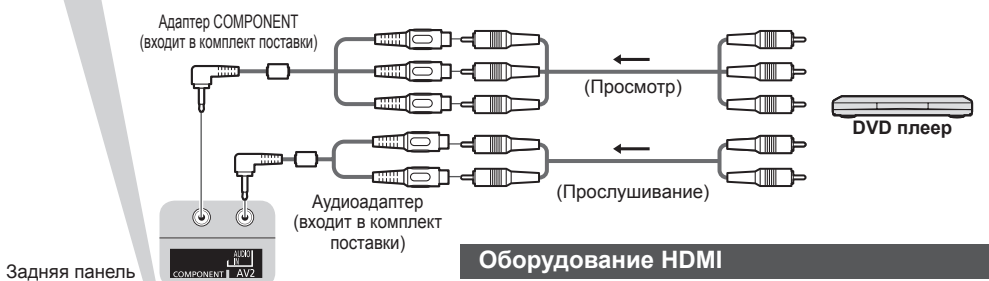 Адаптер COMPONENT
(входит в комплект поставки)
(Просмотр)
DVD плеер
(Прослушивание)
Аудиоадаптер
(входит в комплект
поставки)
AUDIO
IN
COMPONENT
AV2
Задняя панель
Оборудование HDMI